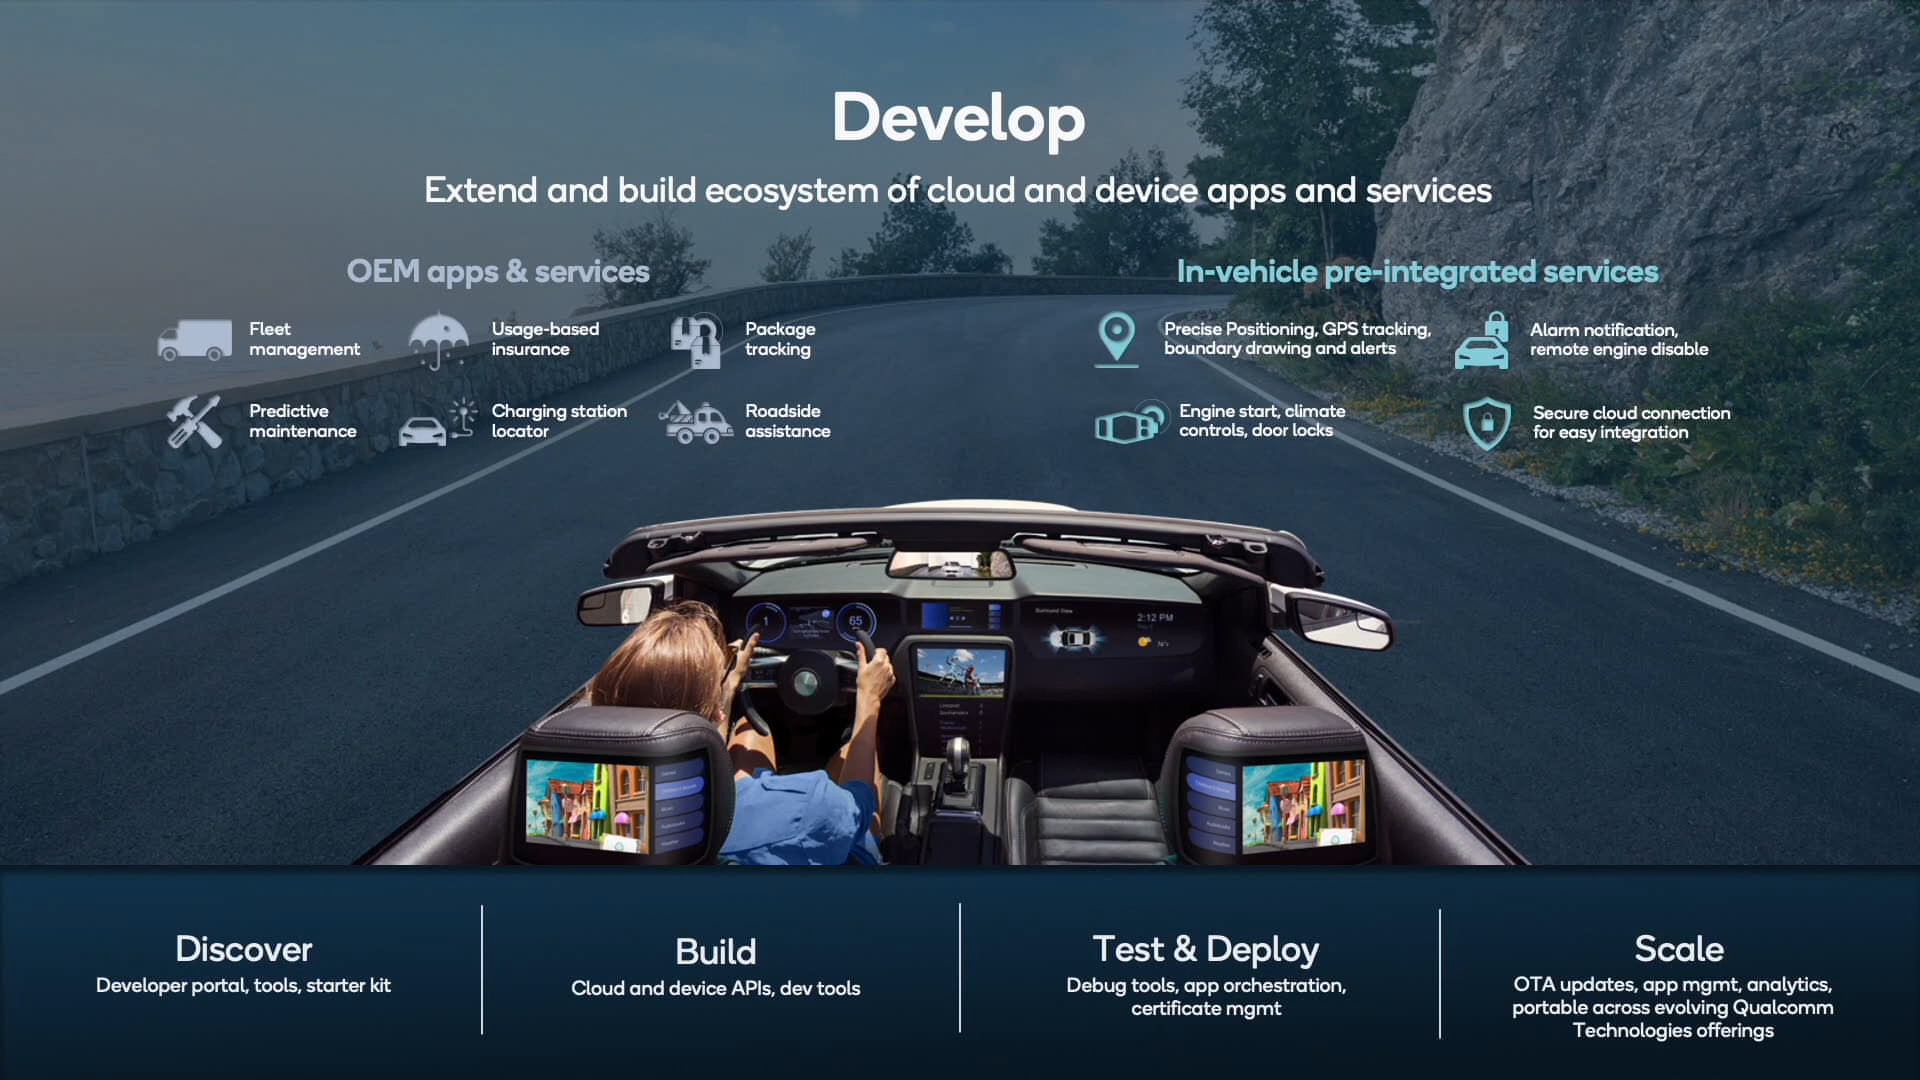 Develop
Extend and build ecosystem of cloud and device apps and services
OEM apps & services
Fleet
management
Usage-based
insurance
Package
tracking
Predictive
maintenance
Charging station
locator
Roadside
assistance
In-vehicle pre-integrated services
Precise Positioning, GPS tracking,
boundary drawing and alerts
Alarm notification,
remote engine disable
Engine start, climate
controls, door locks
Secure cloud connection
for easy integration
1
65
Surround View
2:12 PM
Discover
Developer portal, tools, starter kit
Build
Cloud and device APIs, dev tools
Test & Deploy
Debug tools, app orchestration,
certificate mgmt
Scale
OTA updates, app mgmt, analytics,
portable across evolving Qualcomm
Technologies offerings